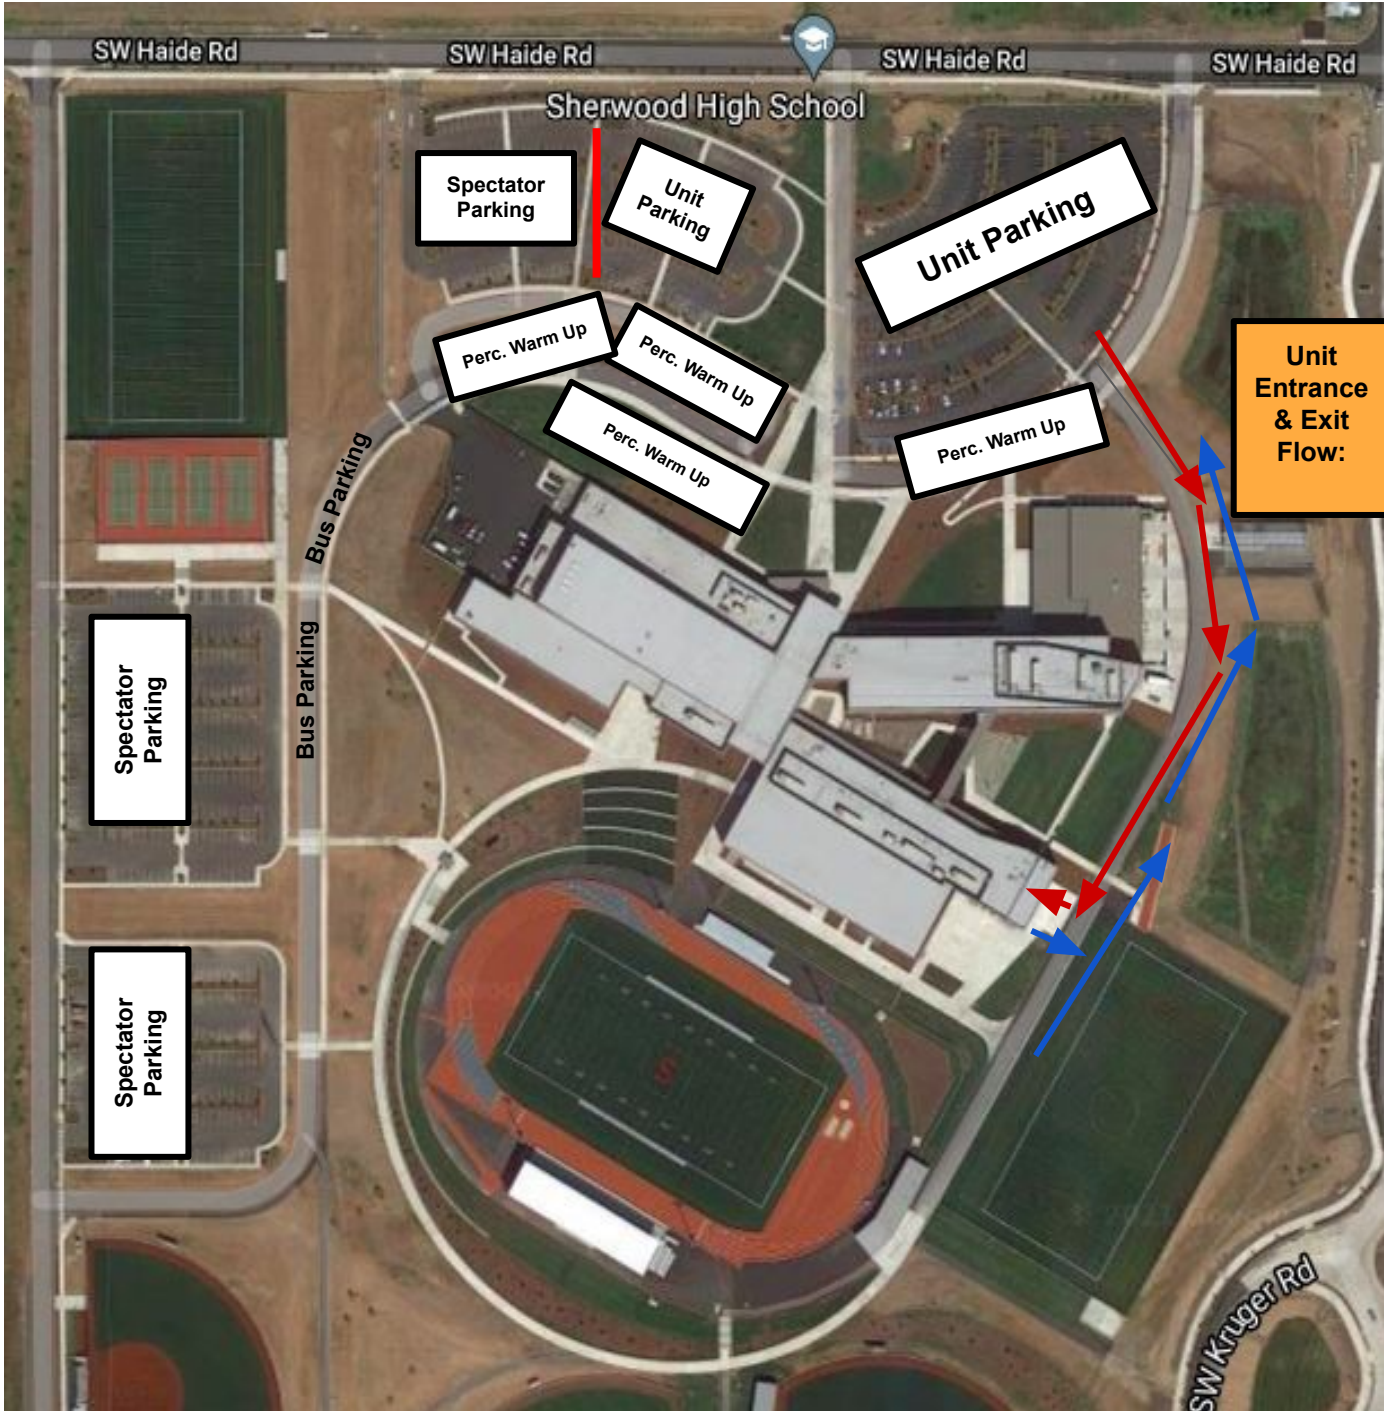 SW Haide Rd
SW Haide Rd
SW Haide Rd
SW Haide Rd
Sherwood High School
Spectator
Parking
Unit
Parking
Unit Parking
Perc. Warm Up
Perc. Warm Up
Perc. Warm Up
Perc. Warm Up
Unit
Entrance
& Exit
Flow:
Bus Parking
Bus Parking
Spectator
Parking
Spectator
Parking
S
SW Kruger Rd